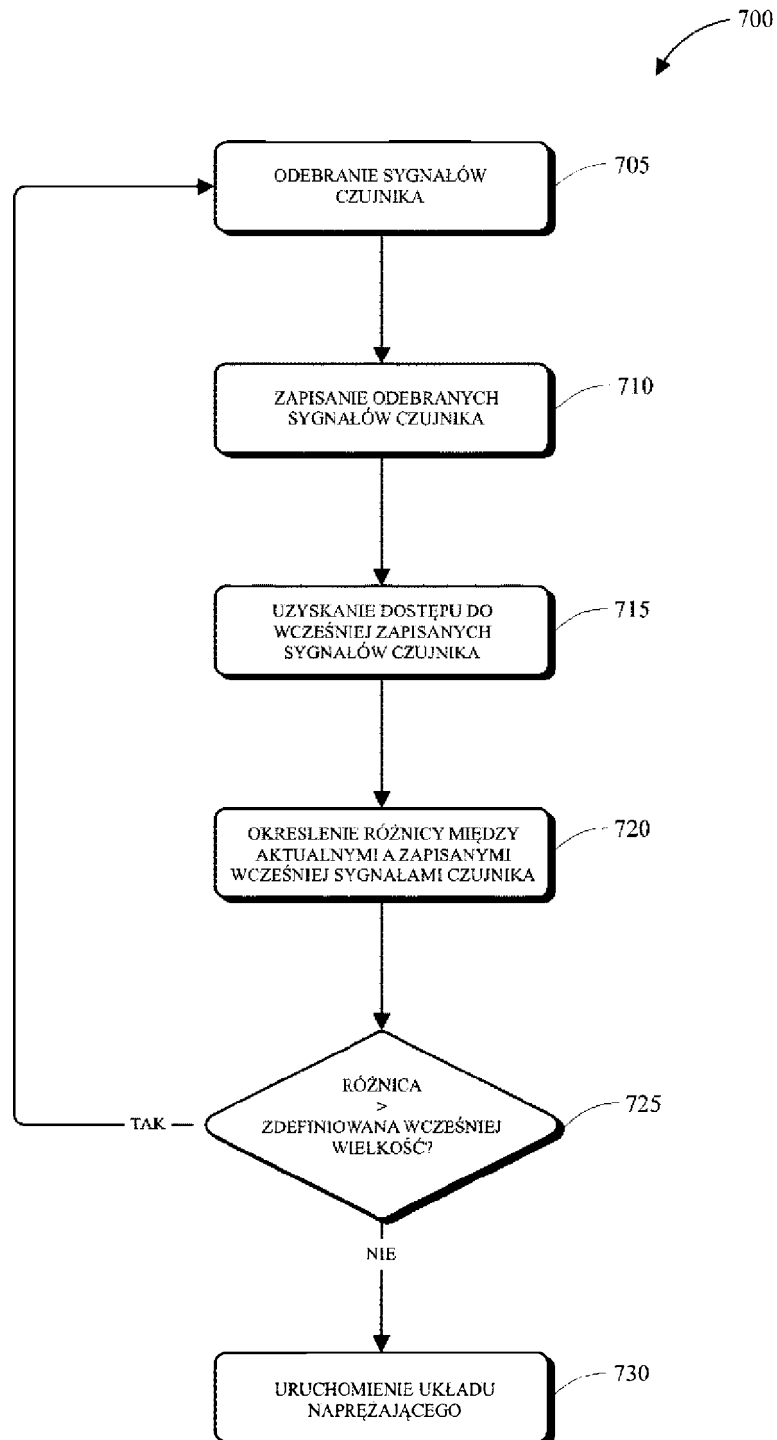 700
ODEBRANIE SYGNAŁÓW
CZUJNIKA
705
ZAPISANIE ODEBRANYCH
SYGNAŁÓW CZUJNIKA
710
UZYSKANIE DOSTĘPU DO
WCZEŚNIEJ ZAPISANYCH
SYGNAŁÓW CZUJNIKA
715
OKREŚLENIE RÓŻNICY MIĘDZY
AKTUALNYMI A ZAPISANYMI
WCZEŚNIEJ SYGNAŁAMI CZUJNIKA
720
RÓŻNICA
>
ZDEFINIOWANA WCZEŚNIEJ
WIELKOŚĆ?
725
TAK
NIE
URUCHOMIENIE UKŁADU
NAPRĘŻAJĄCEGO
730